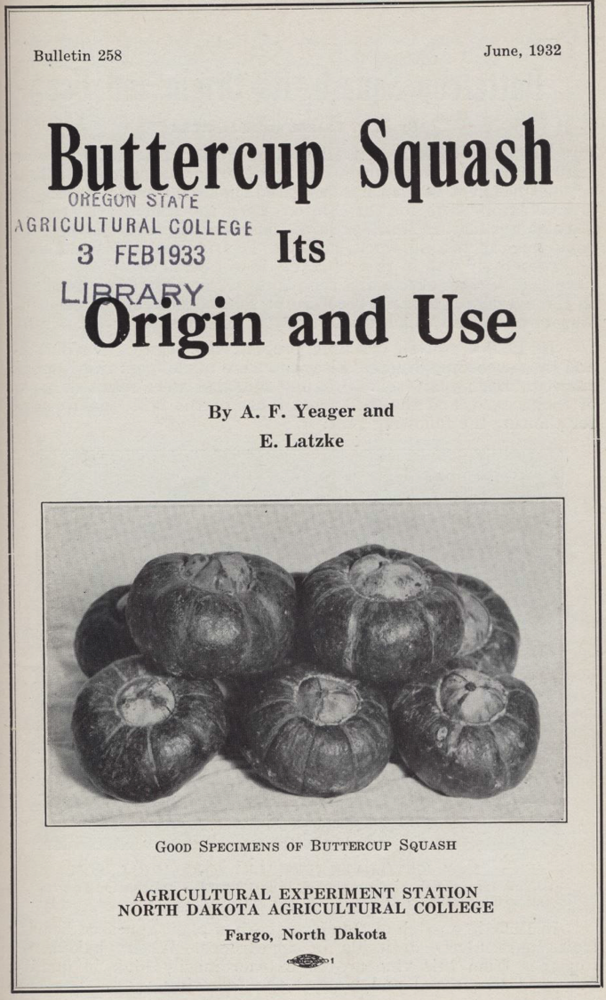 Bulletin 258
June, 1932
Buttercup Squash
OREGON STATE
AGRICULTURAL COLLEGE
3 FEB1933
LIBRARY
Its
Origin and Use
By A. F. Yeager and
E. Latzke
GOOD SPECIMENS OF BUTTERCUP SQUASH
AGRICULTURAL EXPERIMENT STATION
NORTH DAKOTA AGRICULTURAL COLLEGE
Fargo, North Dakota
1